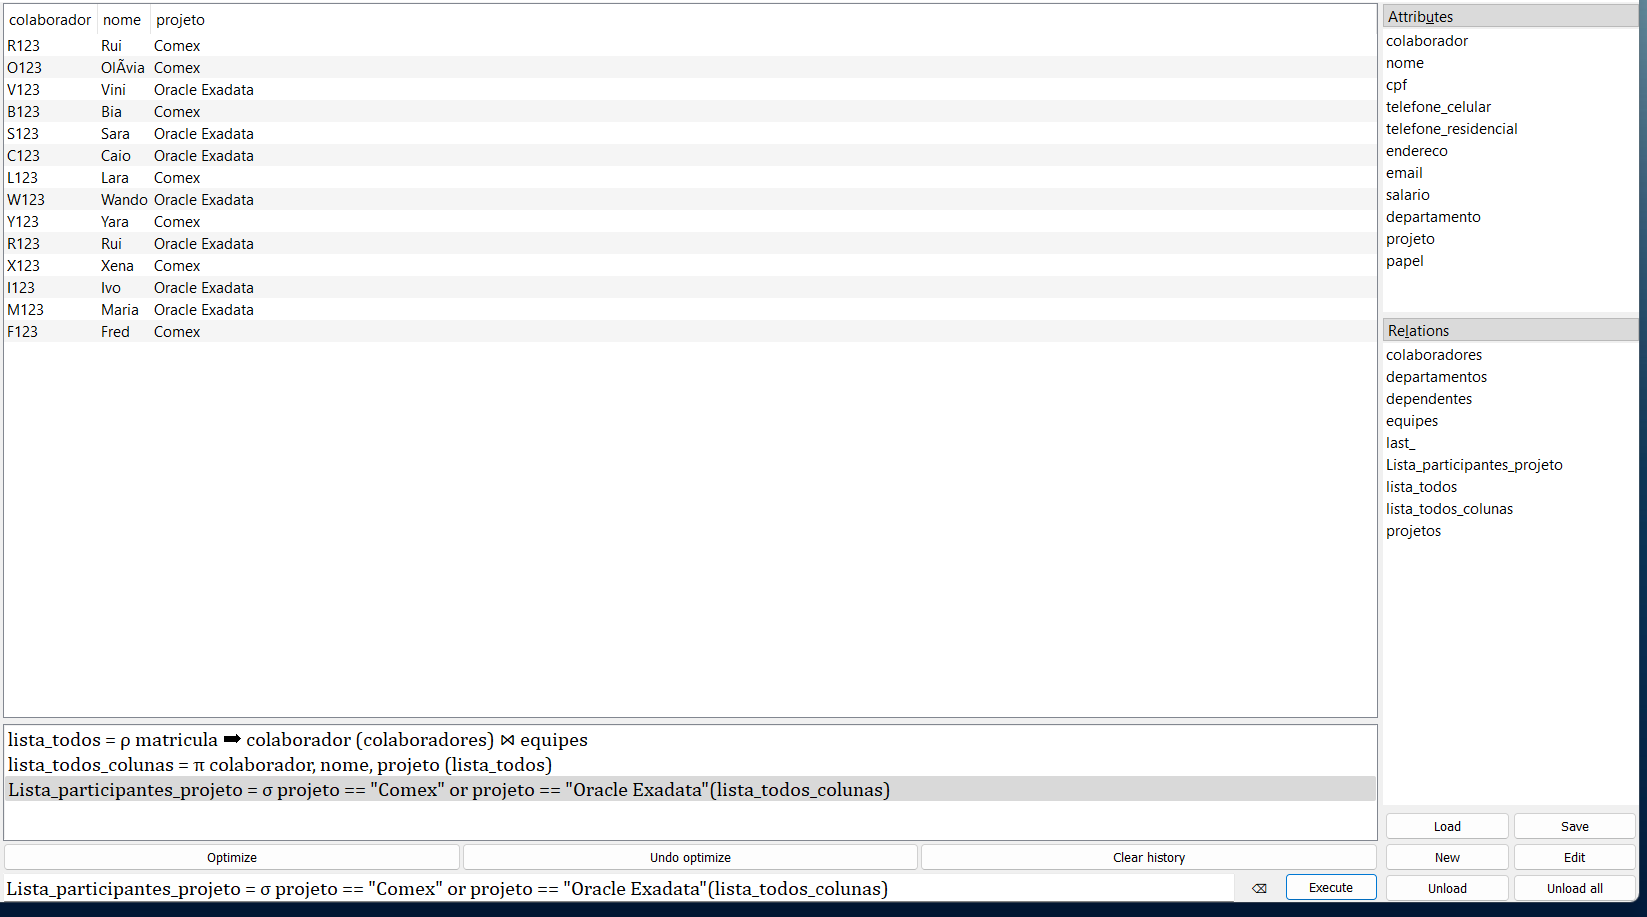 colaborador nome projeto
R123 Rui Comex
O123 OlÃvia Comex
V123 Vini Oracle Exadata
B123 Bia Comex
S123 Sara Oracle Exadata
C123 Caio Oracle Exadata
L123 Lara Comex
W123 Wando Oracle Exadata
Y123 Yara Comex
R123 Rui Oracle Exadata
X123 Xena Comex
I123 Ivo Oracle Exadata
M123 Maria Oracle Exadata
F123 Fred Comex
lista_todos = ρ matricula ➡ colaborador (colaboradores) ⋈ equipes
lista_todos_colunas = π colaborador, nome, projeto (lista_todos)
Lista_participantes_projeto = σ projeto == "Comex" or projeto == "Oracle Exadata"(lista_todos_colunas)
Optimize Undo optimize Clear history
Lista_participantes_projeto = σ projeto == "Comex" or projeto == "Oracle Exadata"(lista_todos_colunas) ⌫ Execute
Attributes
colaborador
nome
cpf
telefone_celular
telefone_residencial
endereco
email
salario
departamento
projeto
papel
Relations
colaboradores
departamentos
dependentes
equipes
last_
Lista_participantes_projeto
lista_todos
lista_todos_colunas
projetos
Load Save
New Edit
Unload Unload all